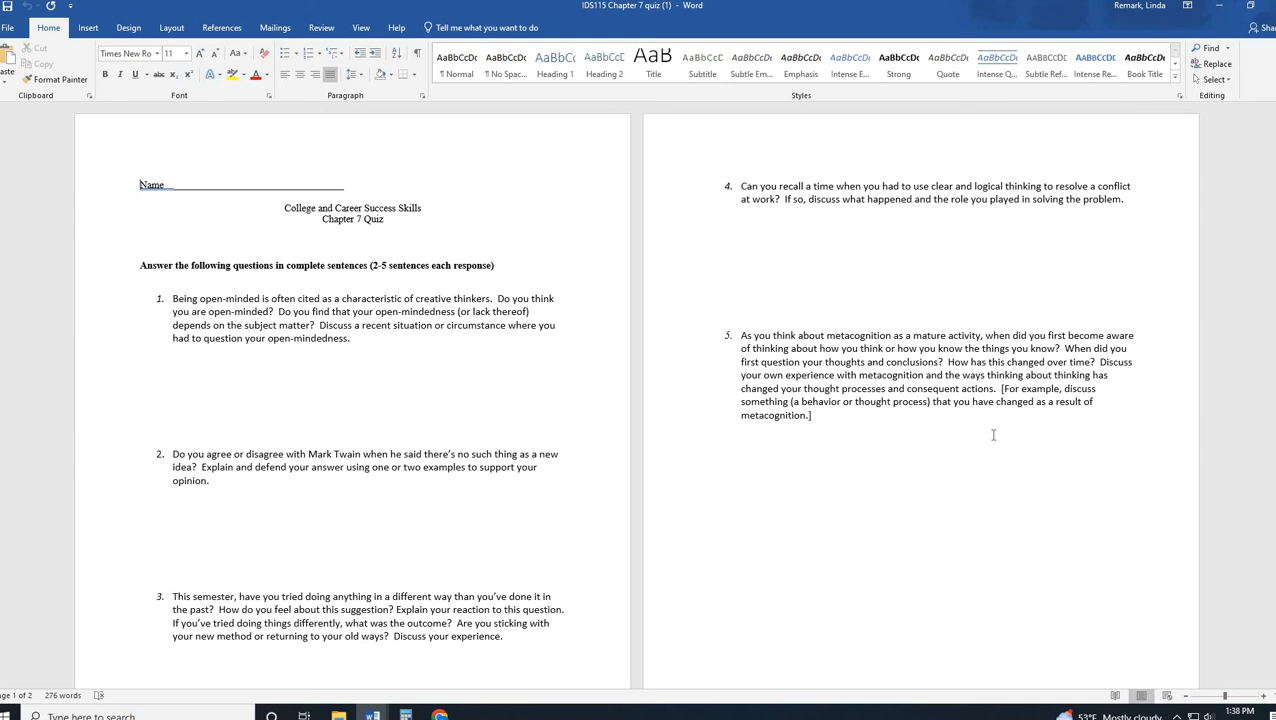 IDS115 Chapter 7 quiz (1) - Word
Remark, Linda
File Home Insert Design Layout References Mailings Review View Help Tell me what you want to do
Cut
Copy
Format Painter
Clipboard
Times New Ro 11
Font
Paragraph
AaBbCcDc AaBbCcDc AaBbCc AaBbCcD AaB AaBbCcD AaBbCcDc AaBbCcDc AaBbCcDc AaBbCcDc AaBbCcDc AaBbCcDc AaBbCcDc AaBbCcDD AaBbCcDc
¶ Normal ¶ No Spac... Heading 1 Heading 2 Title Subtitle Subtle Em... Emphasis Intense E... Strong Quote Intense Q... Subtle Ref... Intense Re... Book Title
Styles
Find
Replace
Select
Editing
Name
College and Career Success Skills
Chapter 7 Quiz
Answer the following questions in complete sentences (2-5 sentences each response)
1. Being open-minded is often cited as a characteristic of creative thinkers. Do you think
you are open-minded? Do you find that your open-mindedness (or lack thereof)
depends on the subject matter? Discuss a recent situation or circumstance where you
had to question your open-mindedness.
2. Do you agree or disagree with Mark Twain when he said there's no such thing as a new
idea? Explain and defend your answer using one or two examples to support your
opinion.
3. This semester, have you tried doing anything in a different way than you've done it in
the past? How do you feel about this suggestion? Explain your reaction to this question.
If you've tried doing things differently, what was the outcome? Are you sticking with
your new method or returning to your old ways? Discuss your experience.
4. Can you recall a time when you had to use clear and logical thinking to resolve a conflict
at work? If so, discuss what happened and the role you played in solving the problem.
5. As you think about metacognition as a mature activity, when did you first become aware
of thinking about how you think or how you know the things you know? When did you
first question your thoughts and conclusions? How has this changed over time? Discuss
your own experience with metacognition and the ways thinking about thinking has
changed your thought processes and consequent actions. [For example, discuss
something (a behavior or thought process) that you have changed as a result of
metacognition.]
age 1 of 2 276 words
Type here to search
53°F Mostly cloudy
1:38 PM